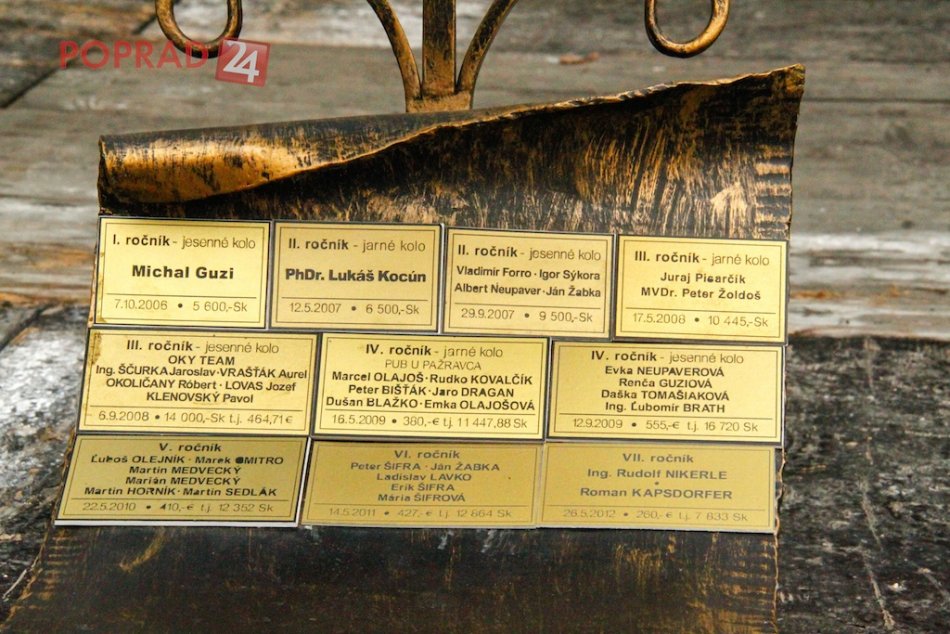 POPRAD 24
I. ročník - jesenné kolo
Michal Guzi
7.10.2006 • 5 600,-Sk
II. ročník - jarné kolo
PhDr. Lukáš Kocún
12.5.2007 • 6 500,-Sk
II. ročník - jesenné kolo
Vladimír Forro · Igor Sýkora
Albert Neupaver · Ján Žabka
29.9.2007 • 9 500,-Sk
III. ročník - jarné kolo
Juraj Pisarčík
MVDr. Peter Žoldoš
17.5.2008 • 10 445,-Sk
III. ročník - jesenné kolo
OKY TEAM
Ing. ŠČURKA Jaroslav · VRAŠŤÁK Aurel
OKOLIČANY Róbert · LOVAS Jozef
KLENOVSKÝ Pavol
6.9.2008 • 14 000,-Sk t.j. 464,71 €
IV. ročník - jarné kolo
PUB U PAŽRAVCA
Marcel OLAJOŠ · Rudko KOVALČÍK
Peter BIŠŤÁK · Jaro DRAGAN
Dušan BLAŽKO · Emka OLAJOŠOVÁ
16.5.2009 • 380,-€ t.j. 11 447,88 Sk
IV. ročník - jesenné kolo
Evka NEUPAVEROVÁ
Renča GUZIOVÁ
Daška TOMAŠIAKOVÁ
Ing. Ľubomír BRATH
12.9.2009 • 555,-€ t.j. 16 720 Sk
V. ročník
Ľuboš OLEJNÍK · Marek MITRO
Martin MEDVECKÝ
Marián MEDVECKÝ
Martin HORNÍK · Martin SEDLÁK
22.5.2010 • 410,-€ t.j. 12 352 Sk
VI. ročník
Peter ŠIFRA · Ján ŽABKA
Ladislav LAVKO
Erik ŠIFRA
Mária ŠIFROVÁ
14.5.2011 • 427,-€ t.j. 12 864 Sk
VII. ročník
Ing. Rudolf NIKERLE
•
Roman KAPSDORFER
26.5.2012 • 260,-€ t.j. 7 833 Sk